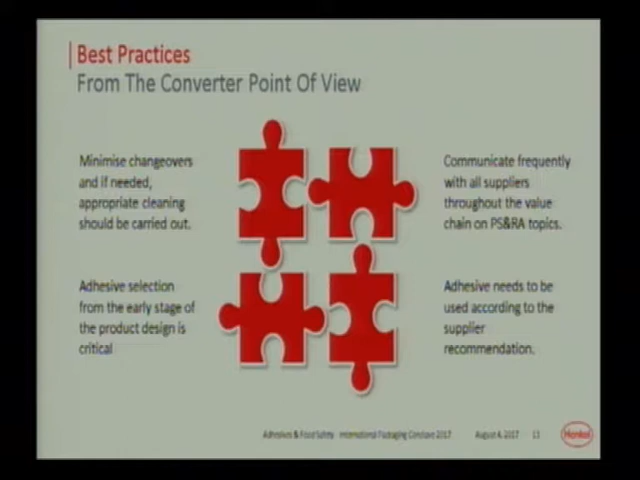 Best Practices
From The Converter Point Of View
Minimise changeovers
and if needed,
appropriate cleaning
should be carried out.
Communicate frequently
with all suppliers
throughout the value
chain on PS&RA topics.
Adhesive selection
from the early stage of
the product design is
critical
Adhesive needs to be
used according to the
supplier
recommendation.
Adhesives & Food Safety International Packaging Conclave 2017 August 4, 2017 13
Henkel